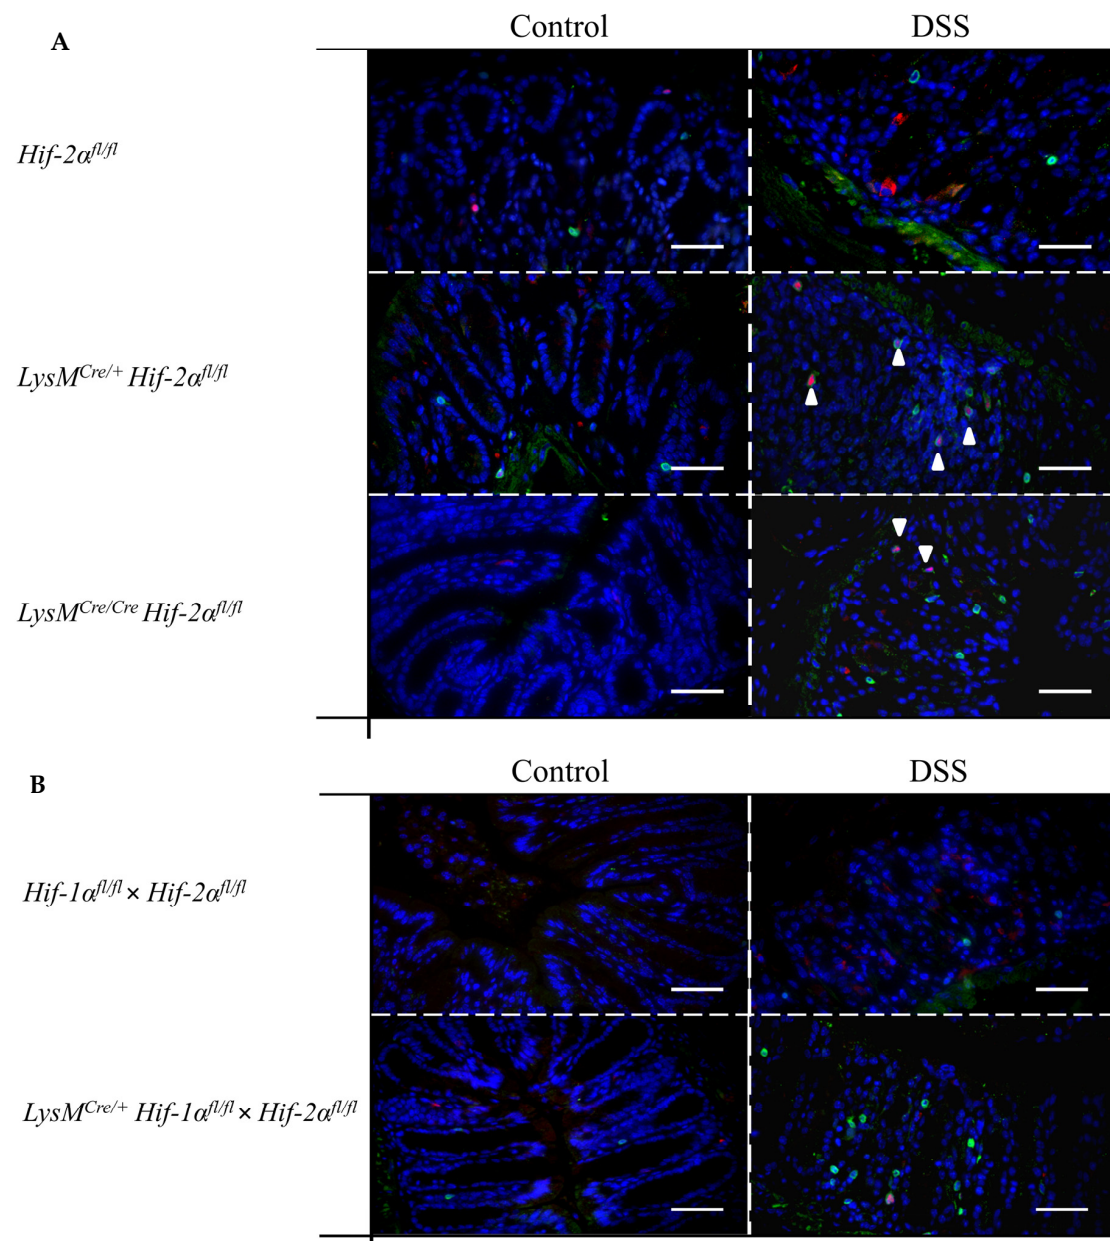 A
Control DSS
Hif-2α^fl/fl
LysM^Cre/+ Hif-2α^fl/fl
LysM^Cre/Cre Hif-2α^fl/fl
B
Control DSS
Hif-1α^fl/fl × Hif-2α^fl/fl
LysM^Cre/+ Hif-1α^fl/fl × Hif-2α^fl/fl